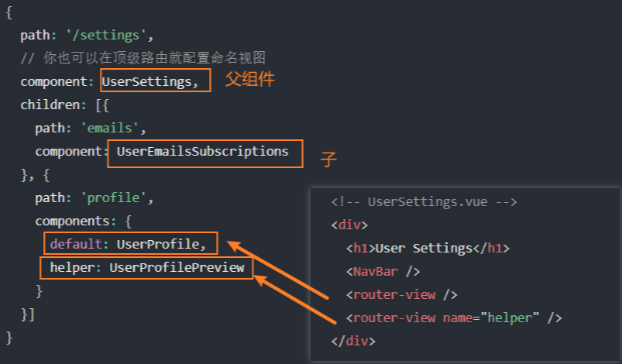 {
path: '/settings',
// 你也可以在顶级路由就配置命名视图
component: UserSettings,
父组件
children: [{
path: 'emails',
component: UserEmailsSubscriptions
子
}, {
path: 'profile',
components: {
default: UserProfile,
helper: UserProfilePreview
}
}]
}
<!-- UserSettings.vue -->
<div>
<h1>User Settings</h1>
<NavBar />
<router-view />
<router-view name="helper" />
</div>